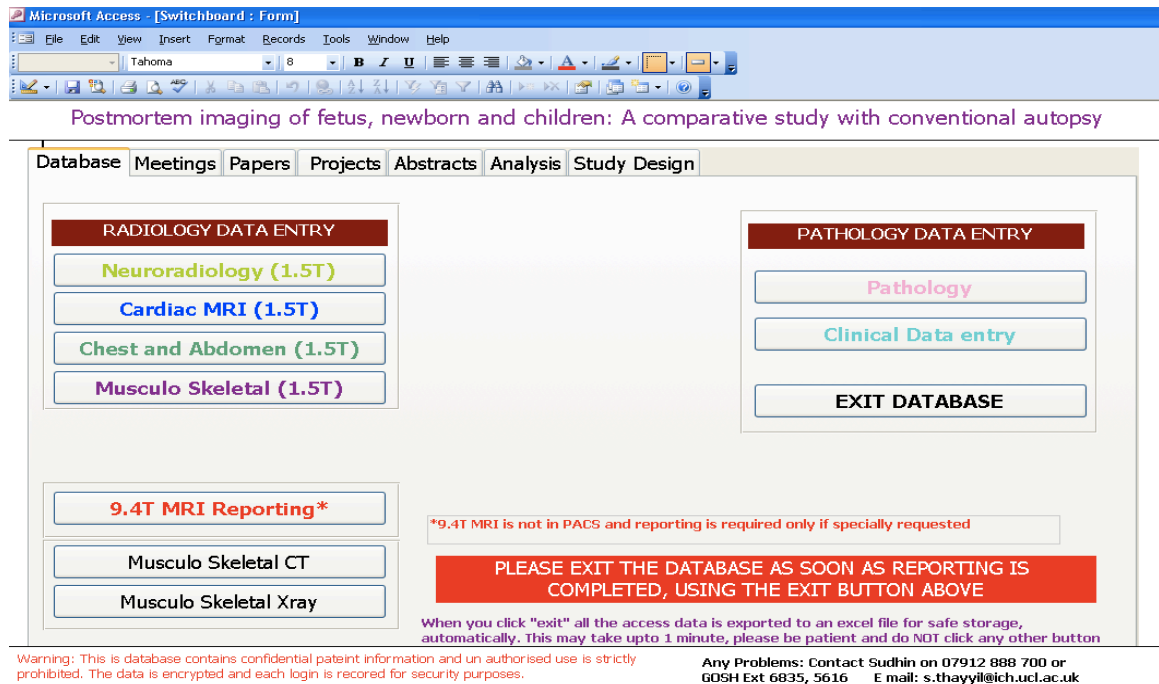 Microsoft Access - [Switchboard : Form]
File Edit View Insert Format Records Tools Window Help
Tahoma 8 B I U
Postmortem imaging of fetus, newborn and children: A comparative study with conventional autopsy
Database Meetings Papers Projects Abstracts Analysis Study Design
RADIOLOGY DATA ENTRY
Neuroradiology (1.5T)
Cardiac MRI (1.5T)
Chest and Abdomen (1.5T)
Musculo Skeletal (1.5T)
PATHOLOGY DATA ENTRY
Pathology
Clinical Data entry
EXIT DATABASE
9.4T MRI Reporting*
Musculo Skeletal CT
Musculo Skeletal Xray
*9.4T MRI is not in PACS and reporting is required only if specially requested
PLEASE EXIT THE DATABASE AS SOON AS REPORTING IS
COMPLETED, USING THE EXIT BUTTON ABOVE
When you click "exit" all the access data is exported to an excel file for safe storage,
automatically. This may take upto 1 minute, please be patient and do NOT click any other button
Warning: This is database contains confidential pateint information and un authorised use is strictly
prohibited. The data is encrypted and each login is recored for security purposes.
Any Problems: Contact Sudhin on 07912 888 700 or
GOSH Ext 6835, 5616 E mail: s.thayyil@ich.ucl.ac.uk